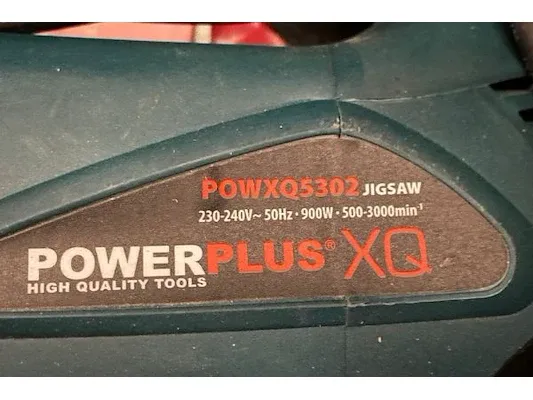 POWXQ5302 JIGSAW
230-240V~ 50Hz · 900W · 500-3000min⁻¹
POWERPLUS® XQ
HIGH QUALITY TOOLS